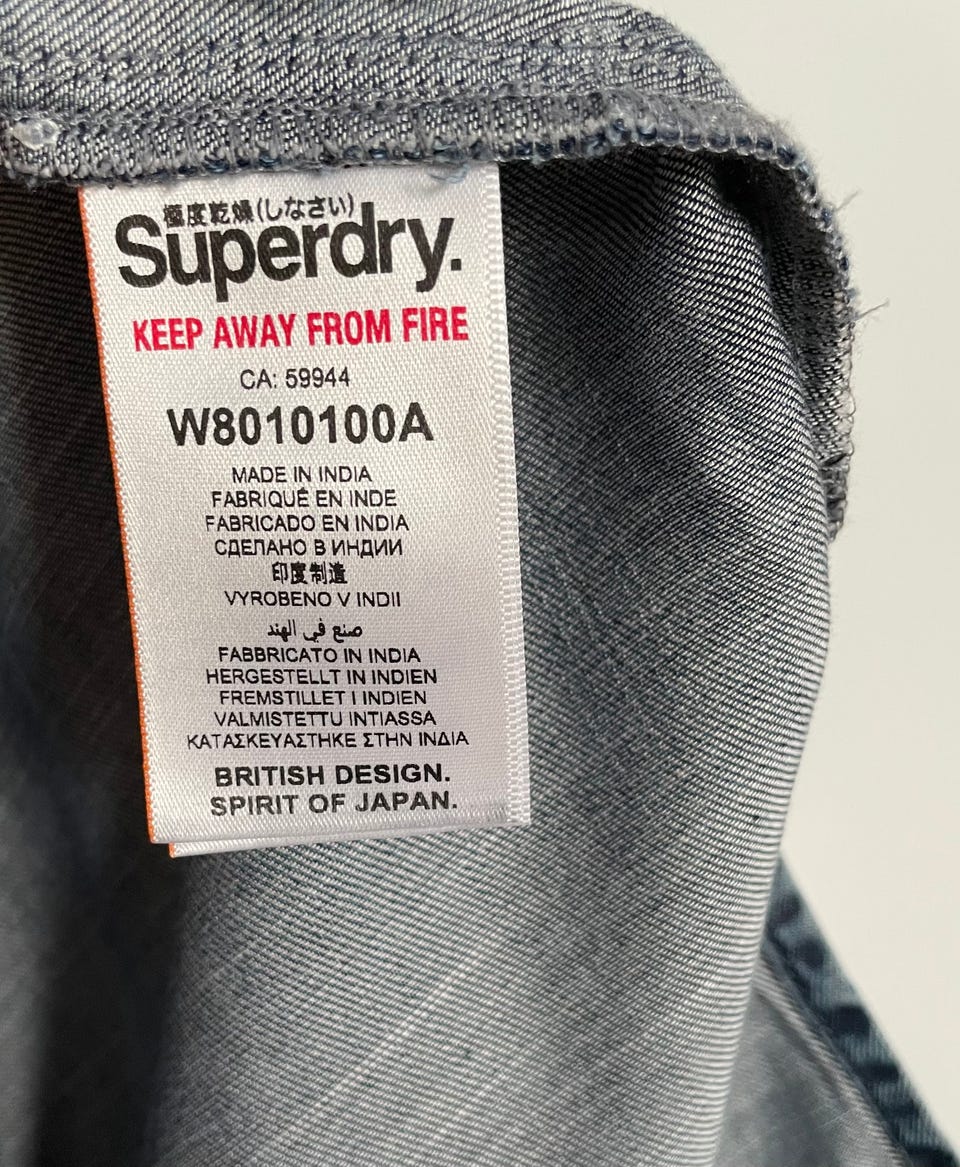 極度乾燥(しなさい)
Superdry.
KEEP AWAY FROM FIRE
CA: 59944
W8010100A
MADE IN INDIA
FABRIQUÉ EN INDE
FABRICADO EN INDIA
СДЕЛАНО В ИНДИИ
印度制造
VYROBENO V INDII
صنع في الهند
FABBRICATO IN INDIA
HERGESTELLT IN INDIEN
FREMSTILLET I INDIEN
VALMISTETTU INTIASSA
ΚΑΤΑΣΚΕΥΑΣΤΗΚΕ ΣΤΗΝ ΙΝΔΙΑ
BRITISH DESIGN.
SPIRIT OF JAPAN.